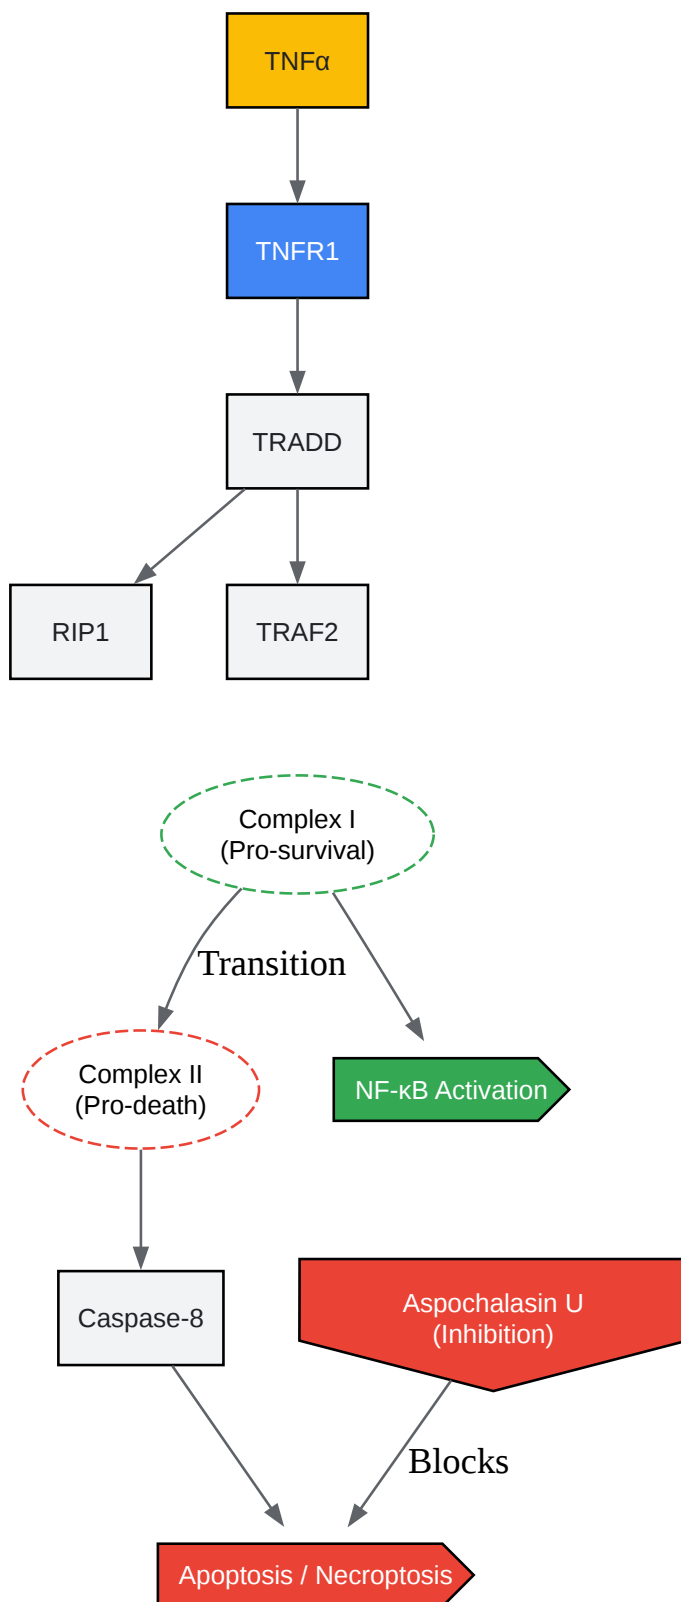 TNFα
TNFR1
TRADD
RIP1
TRAF2
Complex I
(Pro-survival)
Transition
Complex II
(Pro-death)
NF-κB Activation
Caspase-8
Aspochalasin U
(Inhibition)
Blocks
Apoptosis / Necroptosis